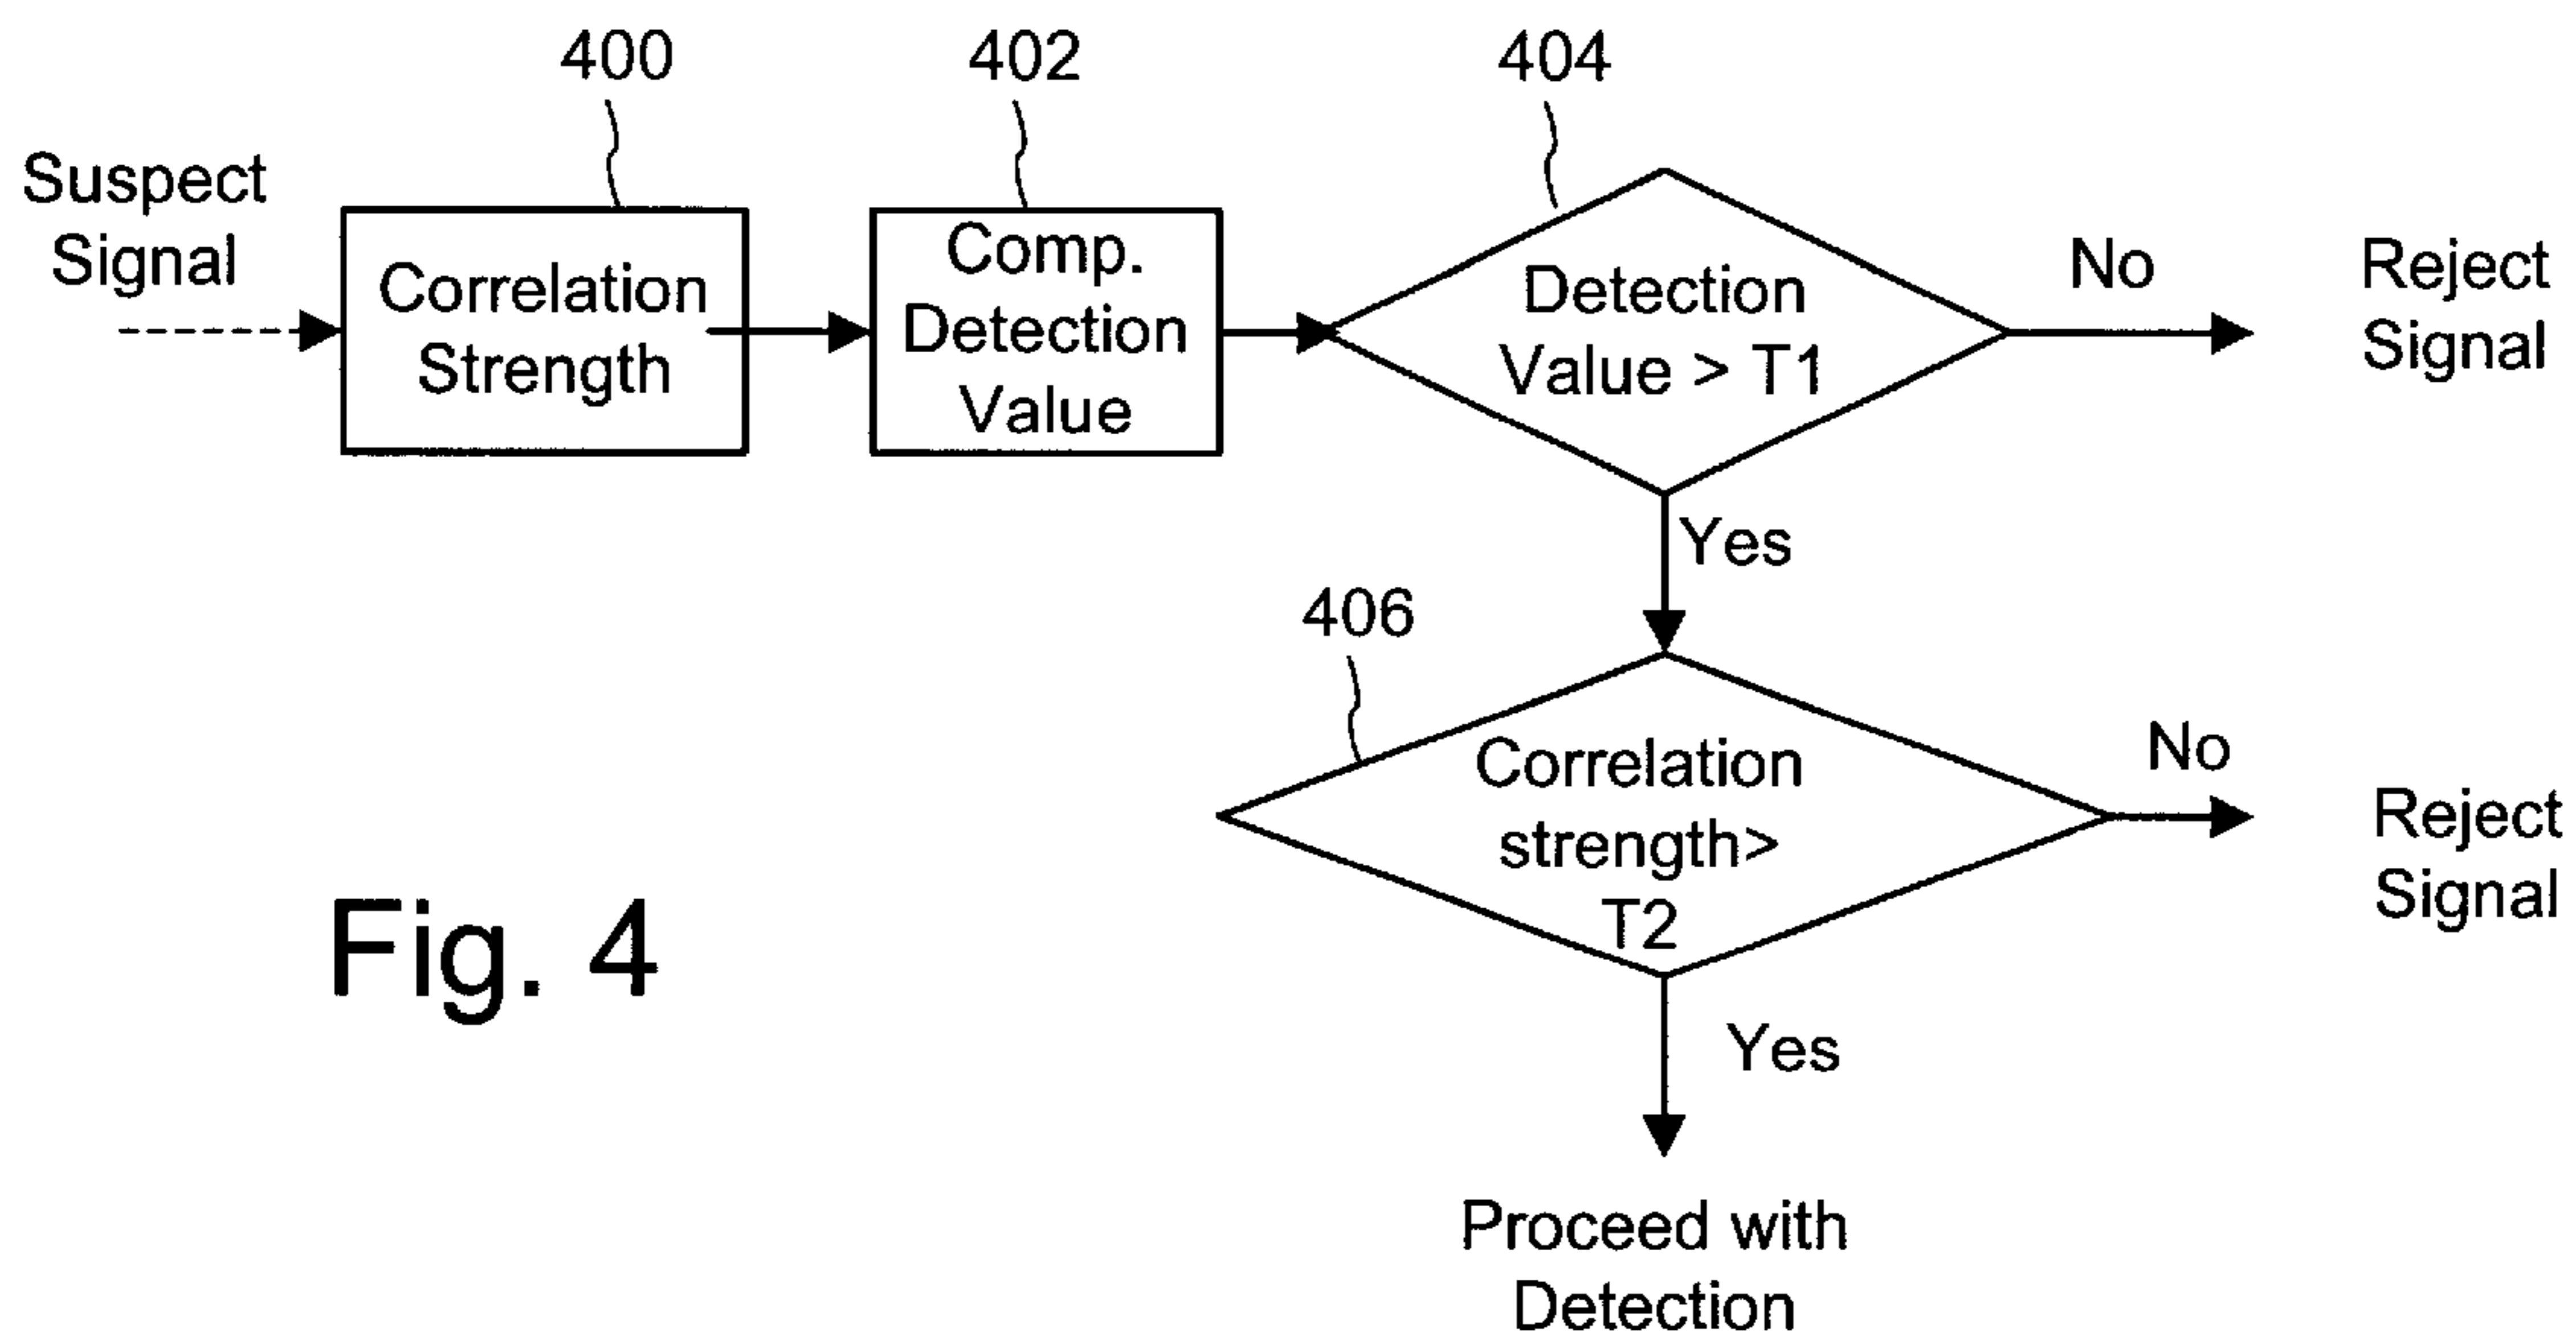 400
402
404
Suspect
Signal
Correlation
Strength
Comp.
Detection
Value
Detection
Value > T1
No
Reject
Signal
Yes
406
Correlation
strength>
T2
No
Reject
Signal
Yes
Proceed with
Detection
Fig. 4